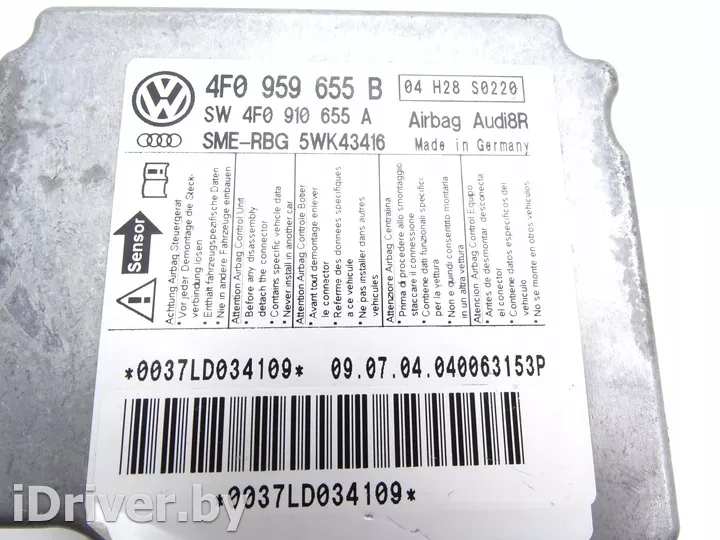 4F0 959 655 B
04 H28 S0220
SW 4F0 910 655 A
Airbag Audi8R
SME-RBG 5WK43416
Made in Germany
Sensor
Achtung Airbag Steuergerat
• Vor jeder Demontage die Steck-
verbindung lösen
• Enthält fahrzeugspezifische Daten
• Nie in andere Fahrzeuge einbauen
Attention Airbag Control Unit
• Before any disassembly
detach the connector
• Contains specific vehicle data
• Never install in another car
Attention Airbag Controle Boitier
• Avant tout demontage enlever
le connector
• Referme des donnees specifiques
a ce vehicule
• Ne pas installer dans autres
vehicules
Attenzione Airbag Centralina
• Prima di procedere allo smontaggio
staccare il connessione
• Contiene dati funzionali specifici
per la vettura
• Non e quindi consentito montarla
in un altra vettura
Atencion Airbag Control Equipo
• Antes de desmontar desconecta
el conector
• Contiene datos especificos del
vehiculo
• No se monte en otros vehiculos
*0037LD034109*
09.07.04.040063153P
*0037LD034109*
iDriver.by